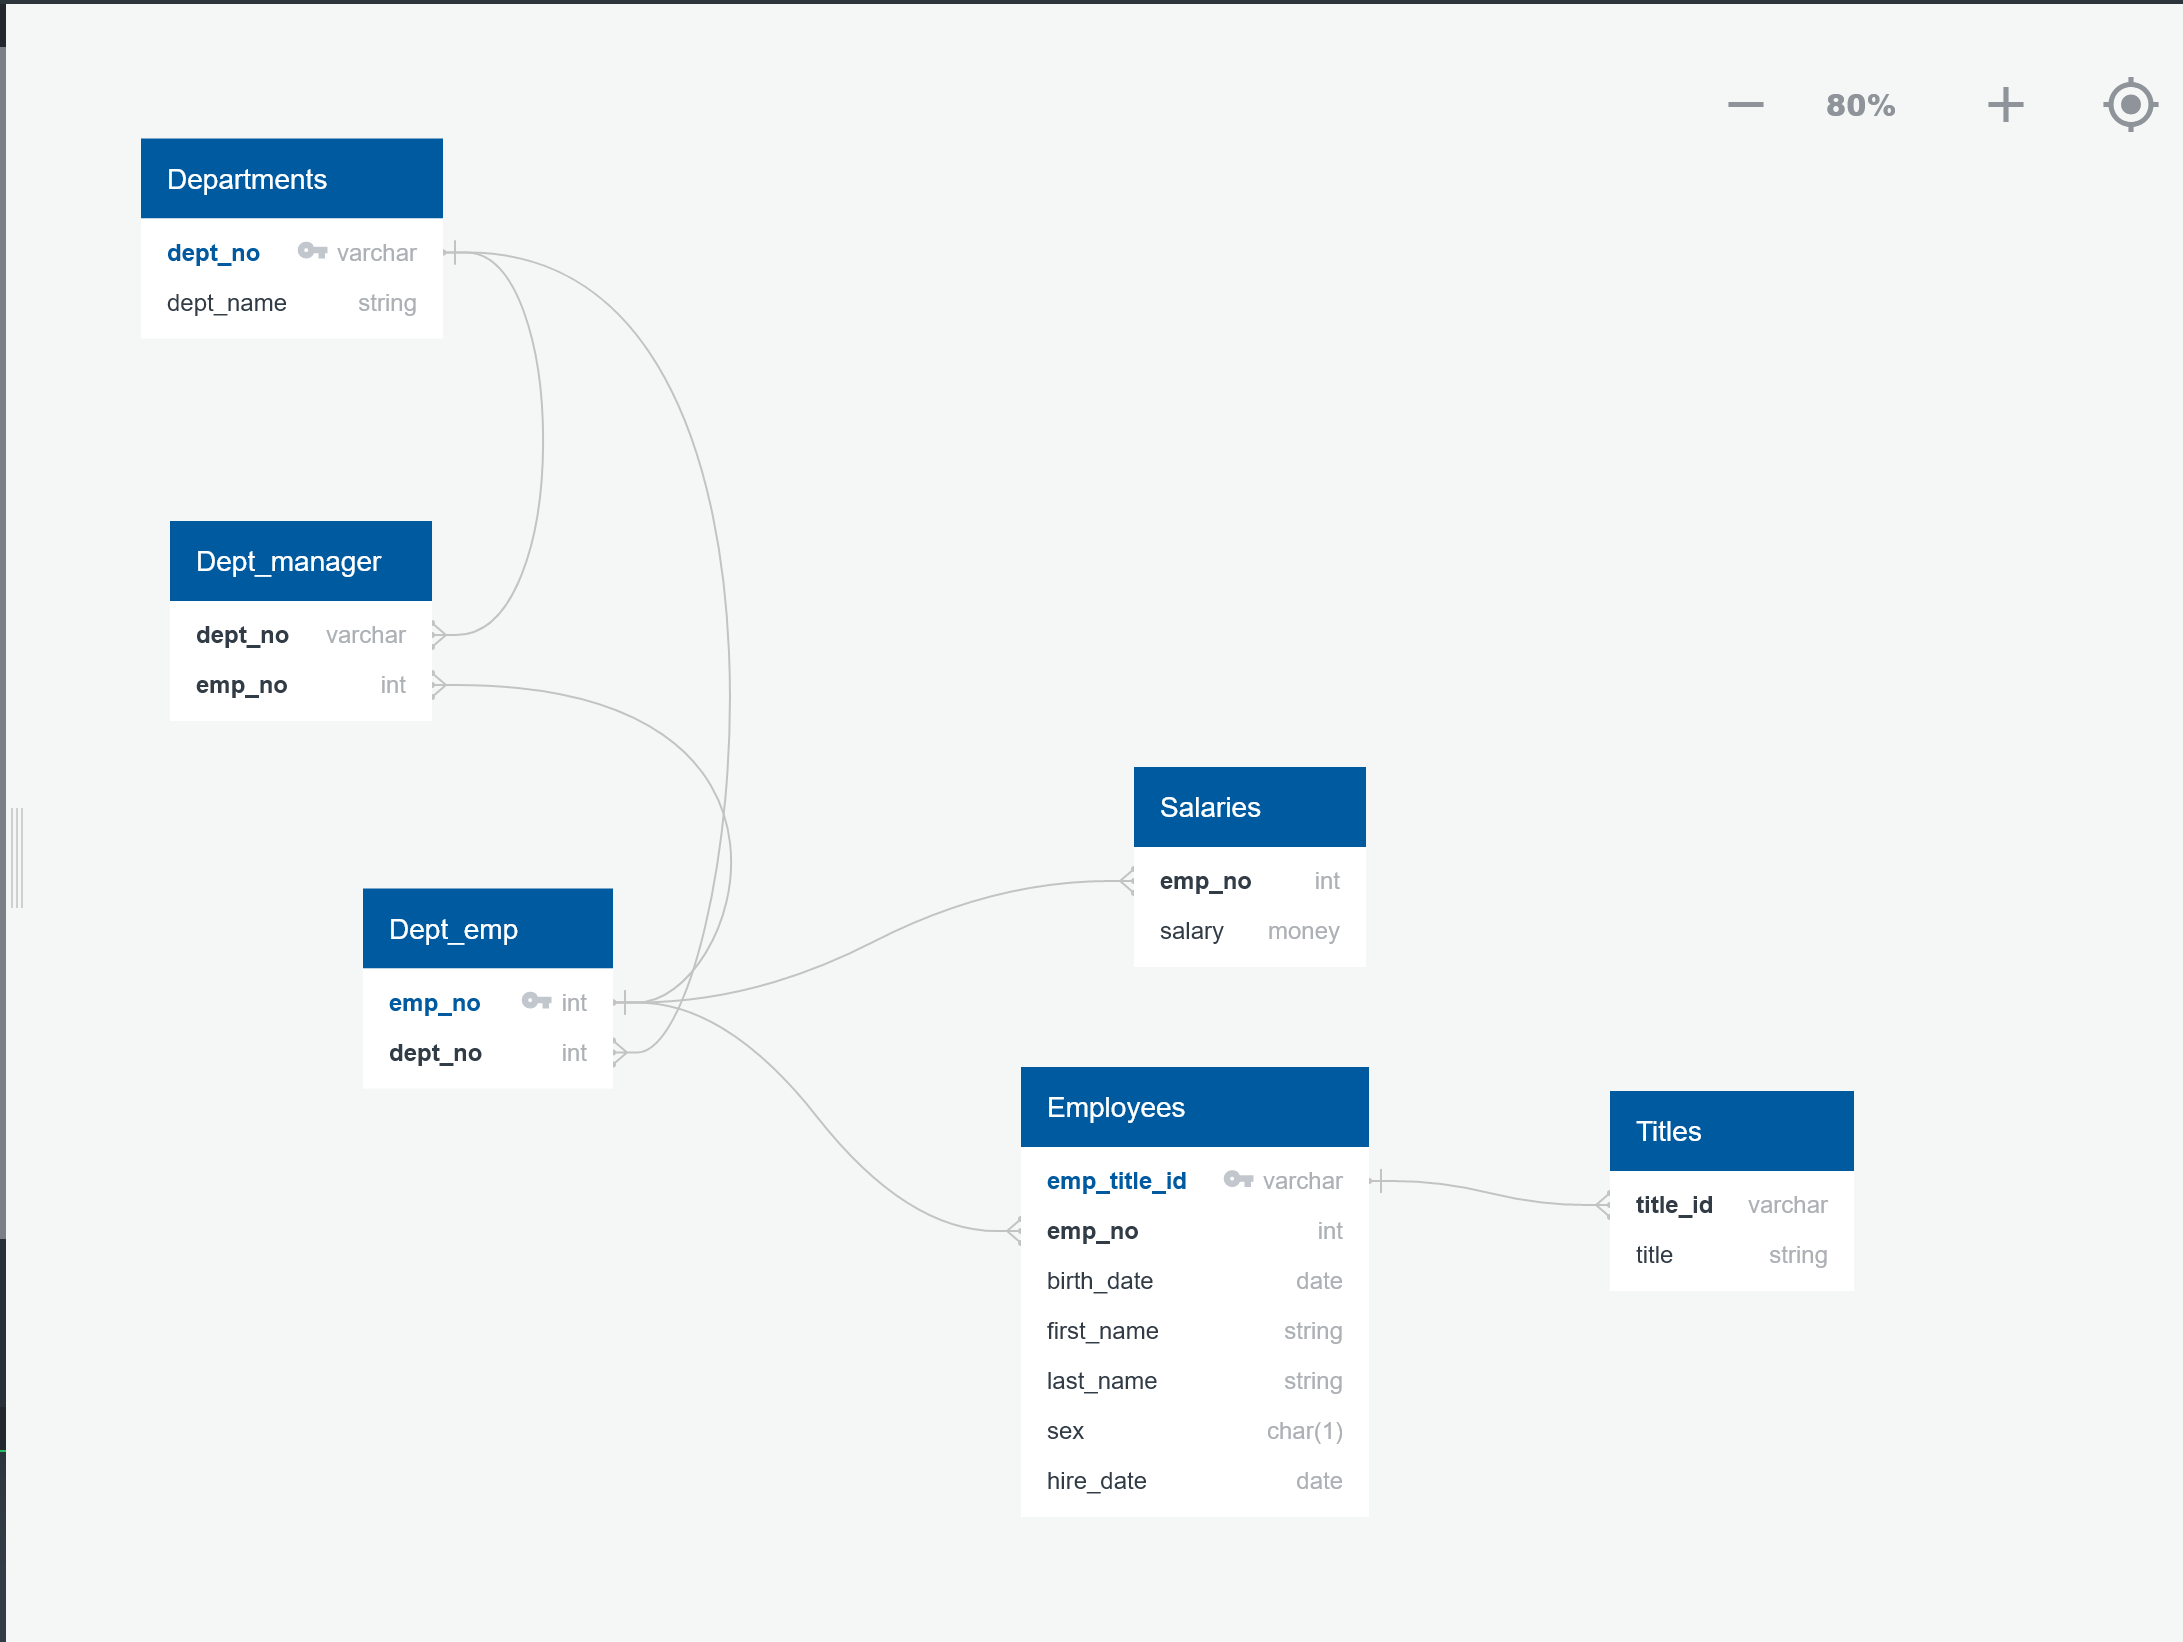 80%
Departments
dept_no varchar
dept_name string
Dept_manager
dept_no varchar
emp_no int
Salaries
emp_no int
salary money
Dept_emp
emp_no int
dept_no int
Employees
emp_title_id varchar
emp_no int
birth_date date
first_name string
last_name string
sex char(1)
hire_date date
Titles
title_id varchar
title string